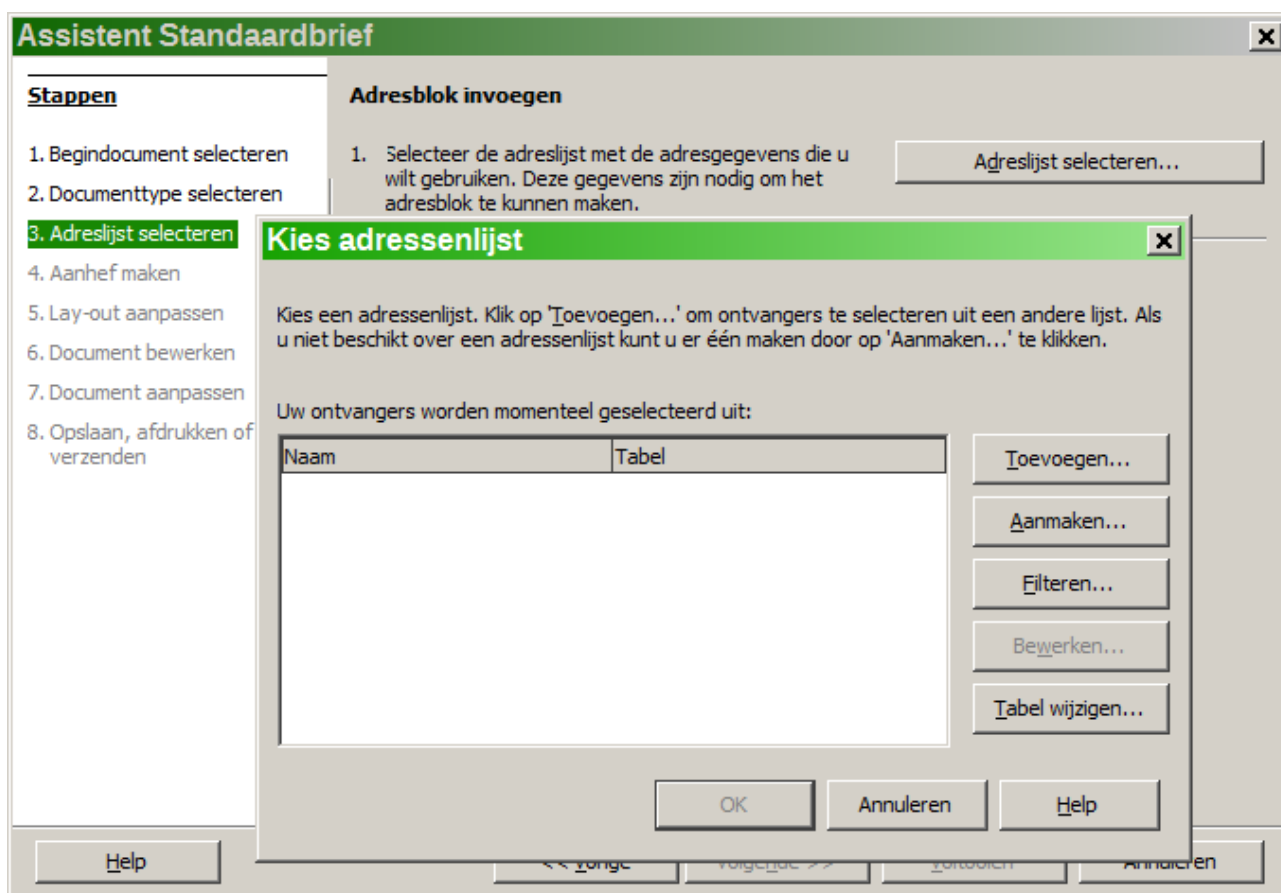 Assistent Standaardbrief
Stappen
1. Begindocument selecteren
2. Documenttype selecteren
3. Adreslijst selecteren
4. Aanhef maken
5. Lay-out aanpassen
6. Document bewerken
7. Document aanpassen
8. Opslaan, afdrukken of
verzenden
Adresblok invoegen
1. Selecteer de adreslijst met de adresgegevens die u
wilt gebruiken. Deze gegevens zijn nodig om het
adresblok te kunnen maken.
Adreslijst selecteren...
Kies adressenlijst
Kies een adressenlijst. Klik op 'Toevoegen...' om ontvangers te selecteren uit een andere lijst. Als
u niet beschikt over een adressenlijst kunt u er één maken door op 'Aanmaken...' te klikken.
Uw ontvangers worden momenteel geselecteerd uit:
Naam Tabel
Toevoegen...
Aanmaken...
Filteren...
Bewerken...
Tabel wijzigen...
OK Annuleren Help
Help << Vorige Volgende >> Voltooien Annuleren